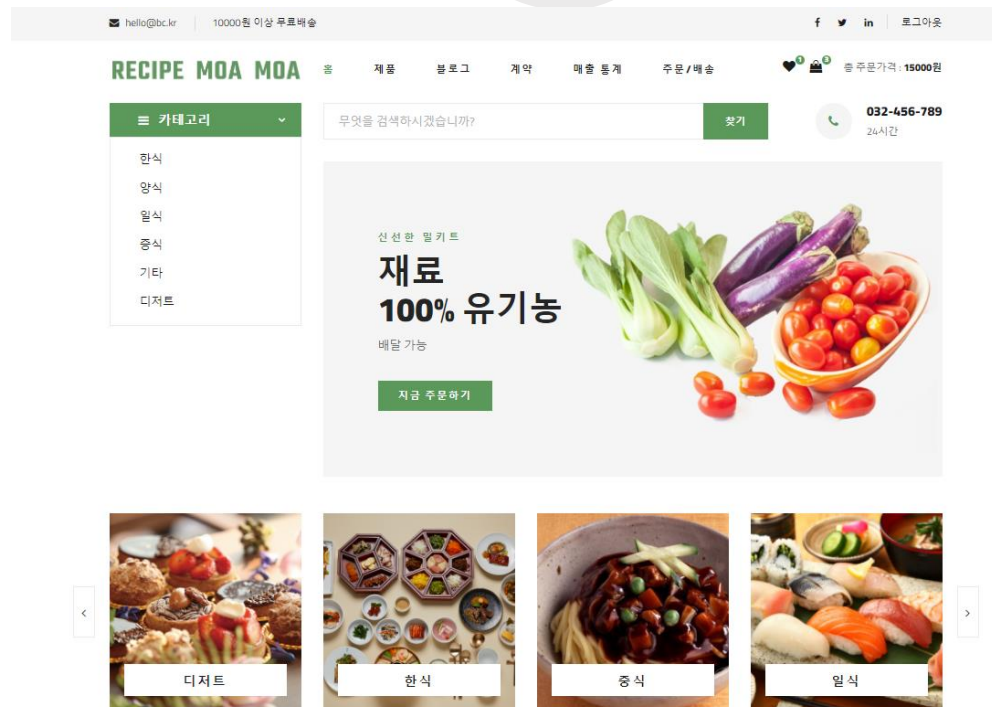 hello@bc.kr
10000원 이상 무료배송
로그아웃
RECIPE MOA MOA
홈
제품
블로그
계약
매출 통계
주문/배송
1
3
총 주문가격 : 15000원
카테고리
무엇을 검색하시겠습니까?
찾기
032-456-789
24시간
한식
양식
일식
중식
기타
디저트
신선한 밀키트
재료
100% 유기농
배달 가능
지금 주문하기
디저트
한식
중식
일식